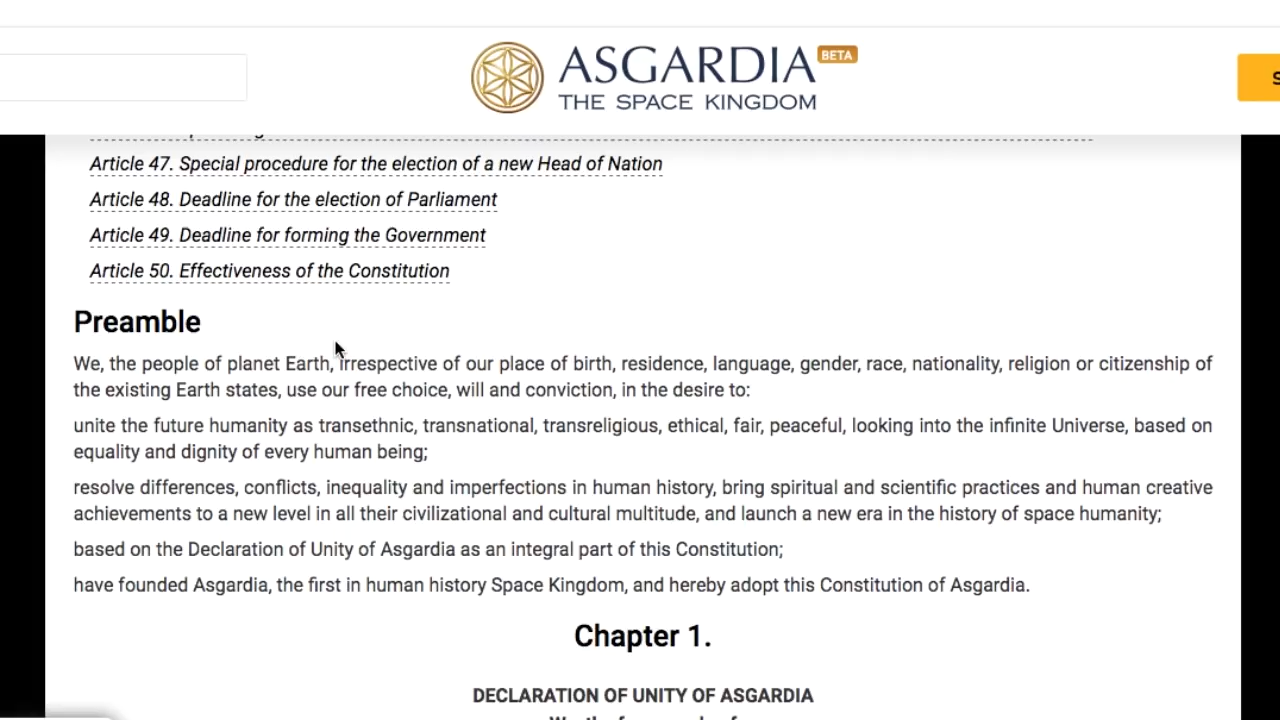 ASGARDIA BETA
THE SPACE KINGDOM
S
Article 47. Special procedure for the election of a new Head of Nation
Article 48. Deadline for the election of Parliament
Article 49. Deadline for forming the Government
Article 50. Effectiveness of the Constitution
Preamble
We, the people of planet Earth, irrespective of our place of birth, residence, language, gender, race, nationality, religion or citizenship of
the existing Earth states, use our free choice, will and conviction, in the desire to:
unite the future humanity as transethnic, transnational, transreligious, ethical, fair, peaceful, looking into the infinite Universe, based on
equality and dignity of every human being;
resolve differences, conflicts, inequality and imperfections in human history, bring spiritual and scientific practices and human creative
achievements to a new level in all their civilizational and cultural multitude, and launch a new era in the history of space humanity;
based on the Declaration of Unity of Asgardia as an integral part of this Constitution;
have founded Asgardia, the first in human history Space Kingdom, and hereby adopt this Constitution of Asgardia.
Chapter 1.
DECLARATION OF UNITY OF ASGARDIA